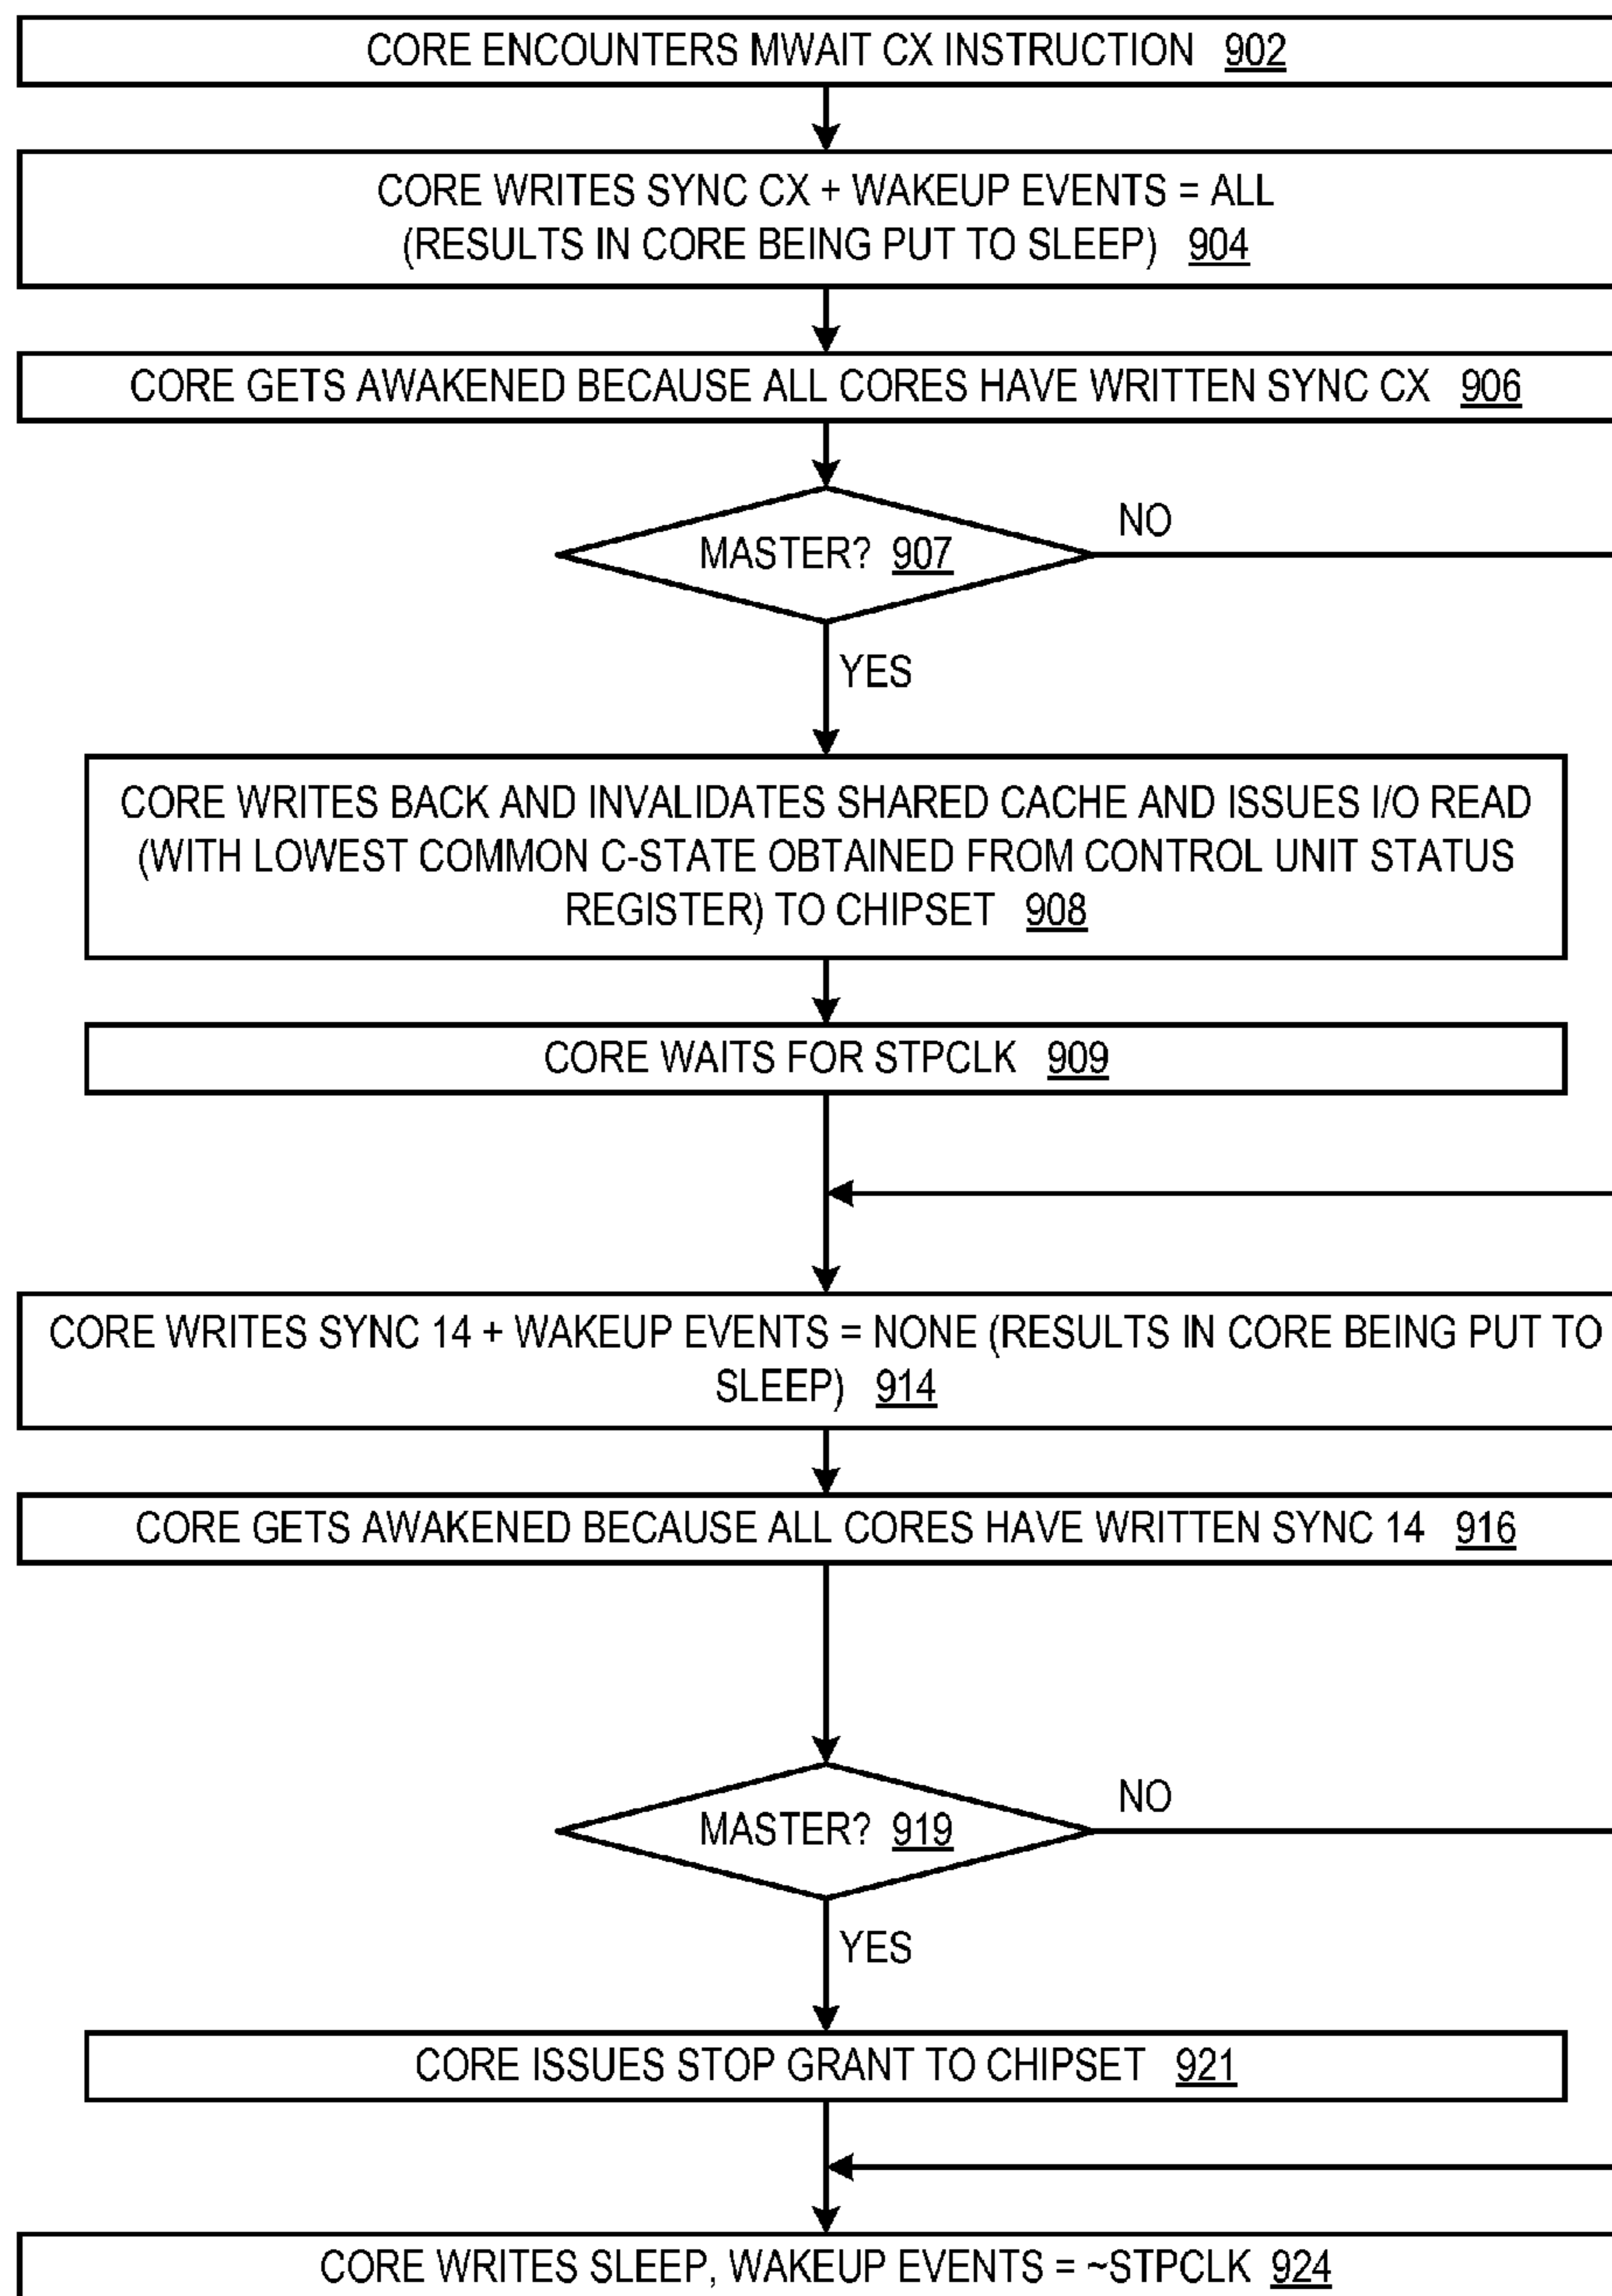 CORE ENCOUNTERS MWAIT CX INSTRUCTION 902
CORE WRITES SYNC CX + WAKEUP EVENTS = ALL
(RESULTS IN CORE BEING PUT TO SLEEP) 904
CORE GETS AWAKENED BECAUSE ALL CORES HAVE WRITTEN SYNC CX 906
NO
MASTER? 907
YES
CORE WRITES BACK AND INVALIDATES SHARED CACHE AND ISSUES I/O READ
(WITH LOWEST COMMON C-STATE OBTAINED FROM CONTROL UNIT STATUS
REGISTER) TO CHIPSET 908
CORE WAITS FOR STPCLK 909
CORE WRITES SYNC 14 + WAKEUP EVENTS = NONE (RESULTS IN CORE BEING PUT TO
SLEEP) 914
CORE GETS AWAKENED BECAUSE ALL CORES HAVE WRITTEN SYNC 14 916
NO
MASTER? 919
YES
CORE ISSUES STOP GRANT TO CHIPSET 921
CORE WRITES SLEEP, WAKEUP EVENTS = ~STPCLK 924